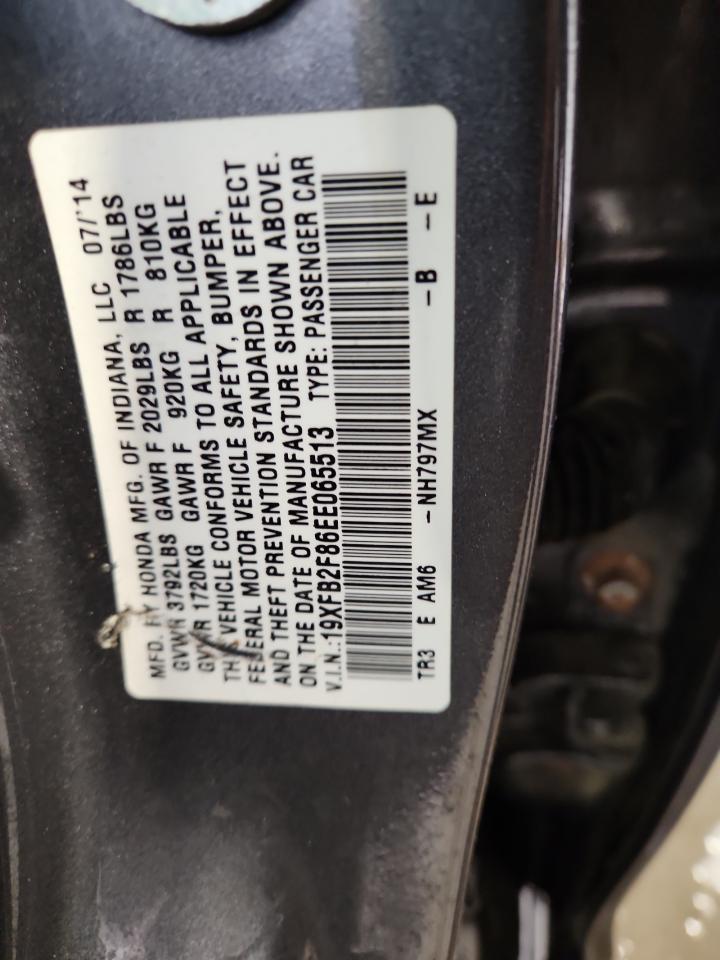 MFD. BY HONDA MFG. OF INDIANA, LLC 07/'14
GVWR 3792LBS GAWR F 2029LBS R 1786LBS
GVWR 1720KG GAWR F 920KG R 810KG
THIS VEHICLE CONFORMS TO ALL APPLICABLE
FEDERAL MOTOR VEHICLE SAFETY, BUMPER,
AND THEFT PREVENTION STANDARDS IN EFFECT
ON THE DATE OF MANUFACTURE SHOWN ABOVE.
V.I.N.:19XFB2F86EE065513 TYPE: PASSENGER CAR
TR3 E AM6 -NH797MX -B -E